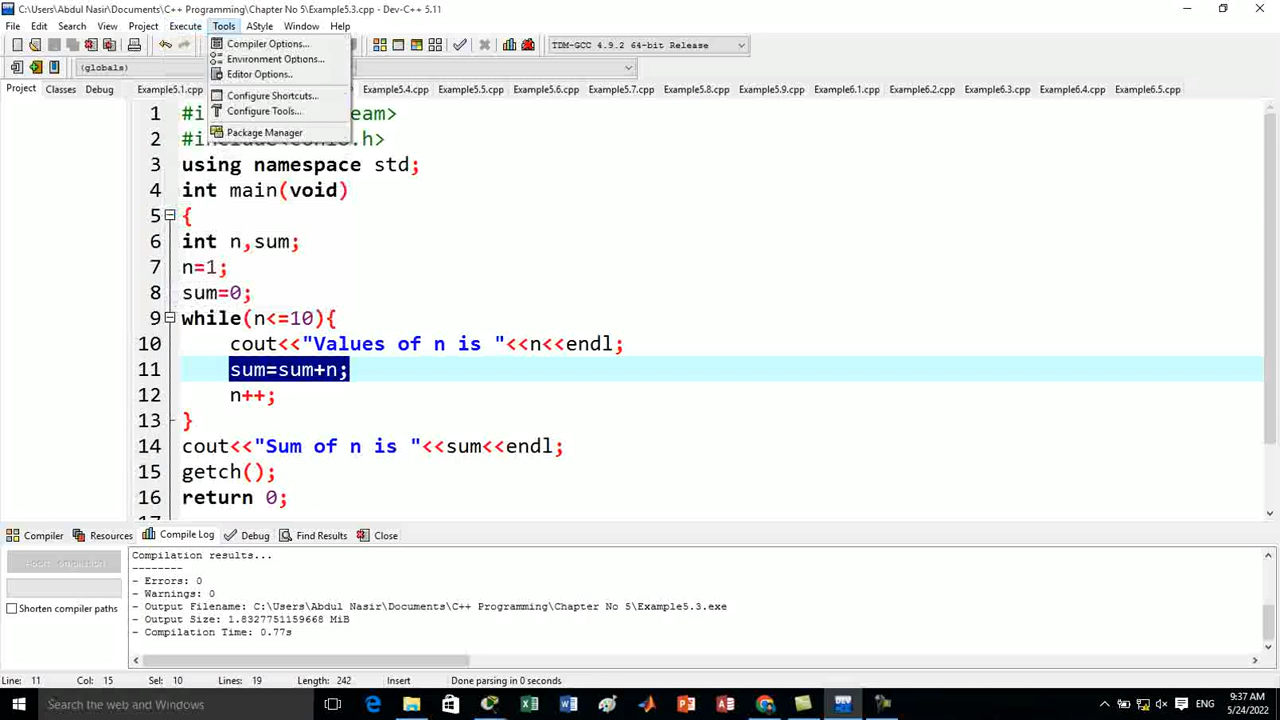 C:\Users\Abdul Nasir\Documents\C++ Programming\Chapter No 5\Example5.3.cpp - Dev-C++ 5.11
File Edit Search View Project Execute Tools AStyle Window Help
TDM-GCC 4.9.2 64-bit Release
(globals)
Compiler Options...
Environment Options...
Editor Options..
Configure Shortcuts...
Configure Tools...
Package Manager
Project Classes Debug
Example5.1.cpp Example5.4.cpp Example5.5.cpp Example5.6.cpp Example5.7.cpp Example5.8.cpp Example5.9.cpp Example6.1.cpp Example6.2.cpp Example6.3.cpp Example6.4.cpp Example6.5.cpp
1 #i eam>
2 #include<conio.h>
3 using namespace std;
4 int main(void)
5 {
6 int n,sum;
7 n=1;
8 sum=0;
9 while(n<=10){
10 cout<<"Values of n is "<<n<<endl;
11 sum=sum+n;
12 n++;
13 }
14 cout<<"Sum of n is "<<sum<<endl;
15 getch();
16 return 0;
Compiler Resources Compile Log Debug Find Results Close
Abort Compilation
Shorten compiler paths
Compilation results...
--------
- Errors: 0
- Warnings: 0
- Output Filename: C:\Users\Abdul Nasir\Documents\C++ Programming\Chapter No 5\Example5.3.exe
- Output Size: 1.8327751159668 MiB
- Compilation Time: 0.77s
Line: 11 Col: 15 Sel: 10 Lines: 19 Length: 242 Insert Done parsing in 0 seconds
Search the web and Windows
DEV
ENG
9:37 AM
5/24/2022